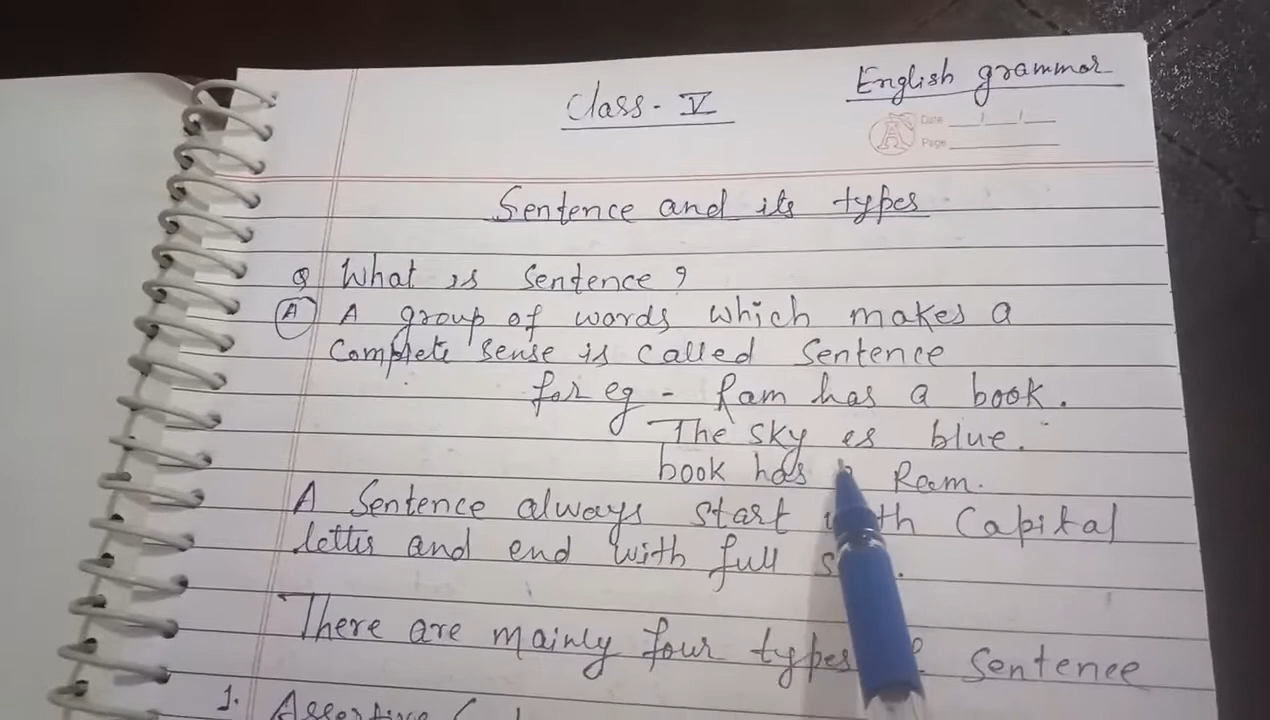 English grammar
Class - V
Date
Page
Sentence and its types
Q What is sentence?
A A group of words which makes a
Complete sense is called Sentence
for eg - Ram has a book.
The sky is blue.
book has Ram.
A Sentence always start with Capital
letter and end with full
There are mainly four types Sentence
1. Assertive